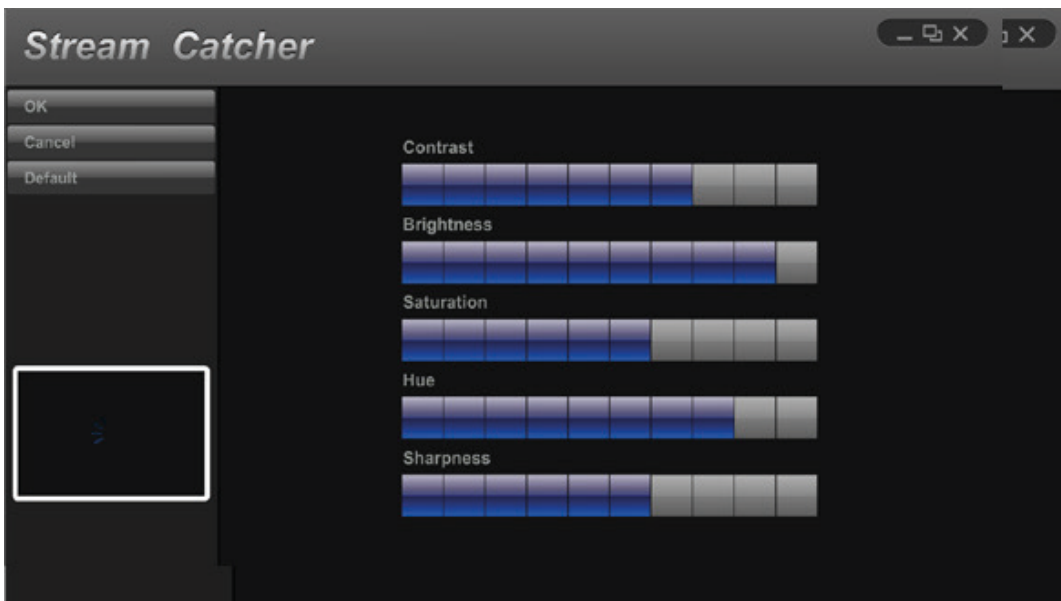 Stream Catcher
OK
Cancel
Default
Contrast
Brightness
Saturation
Hue
Sharpness